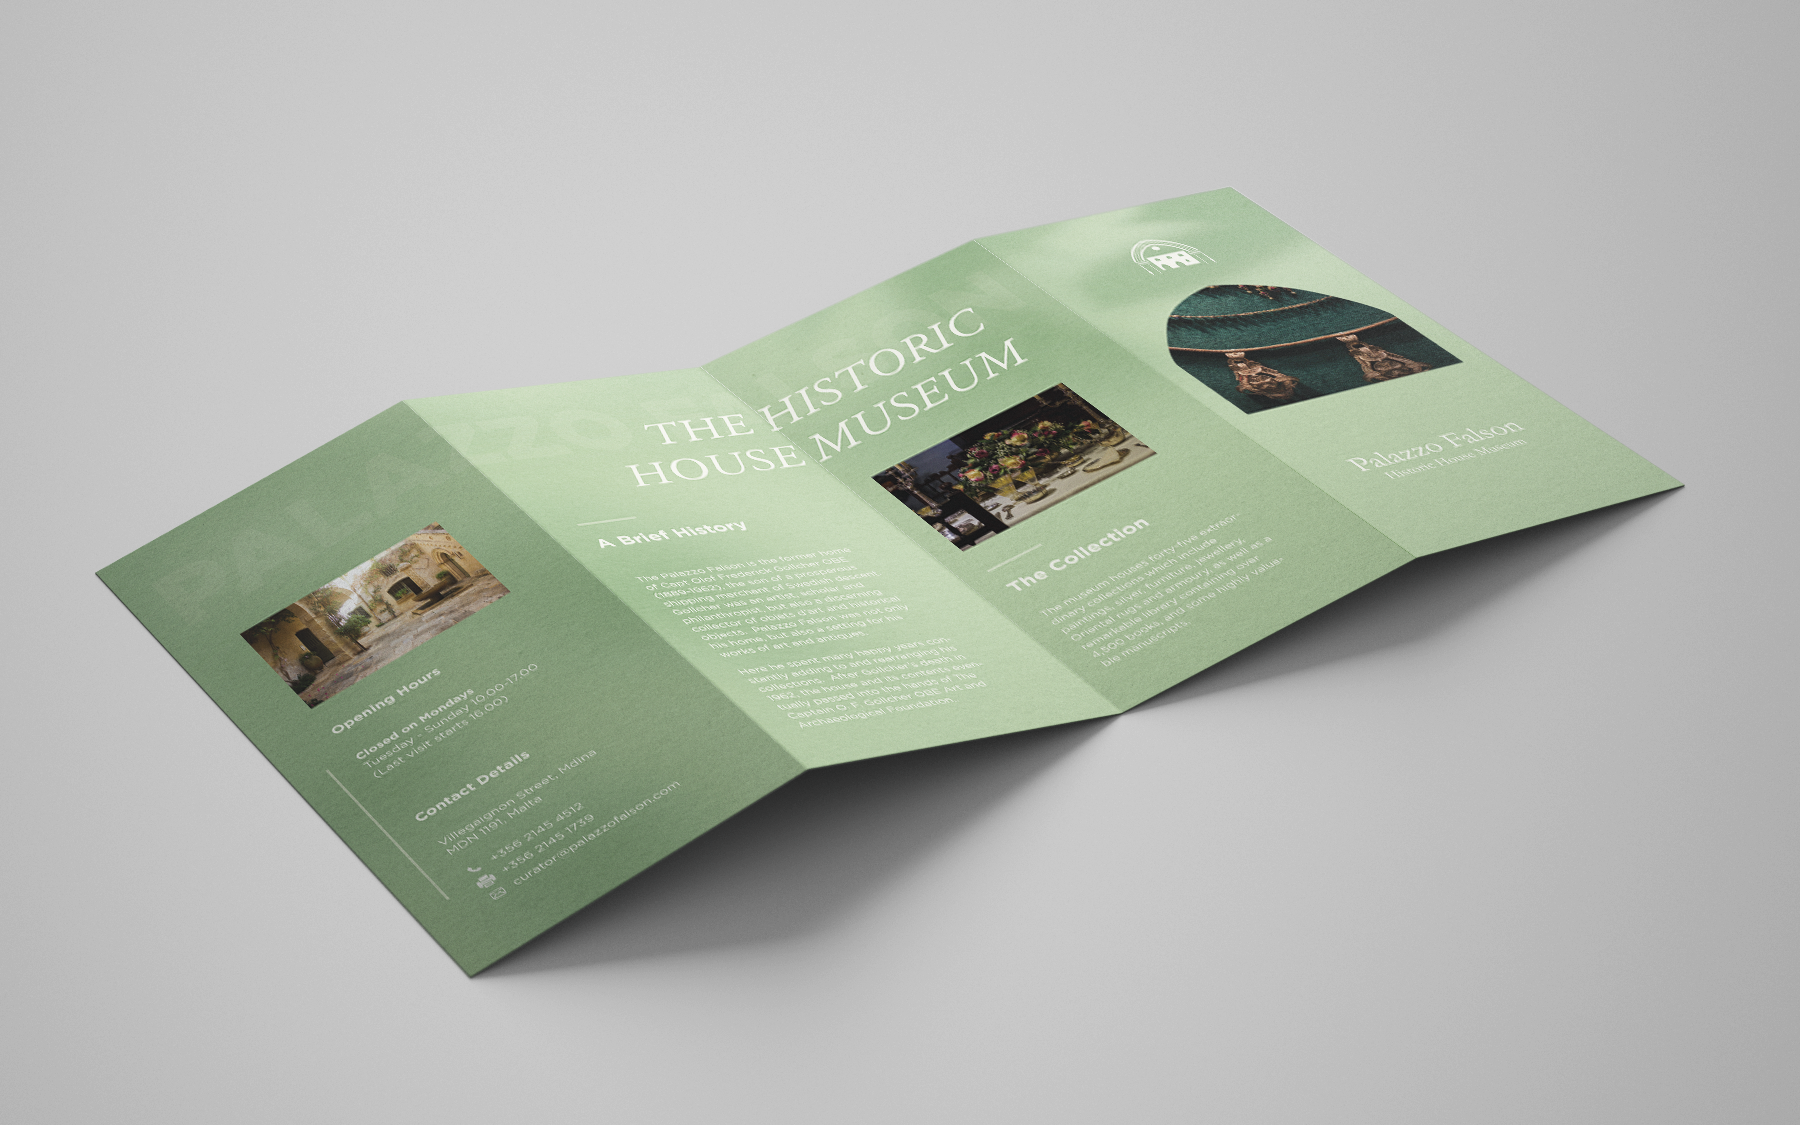 PALAZZO
Opening Hours
Closed on Mondays
Tuesday - Sunday 10.00-17.00
(Last visit starts 16.00)
Contact Details
Villegaignon Street, Mdina
MDN 1191, Malta
+356 2145 4512
+356 2145 1739
curator@palazzofalson.com
THE HISTORIC
HOUSE MUSEUM
A Brief History
The Palazzo Falson is the former home
of Capt Olof Frederick Gollcher OBE
(1889-1962), the son of a prosperous
shipping merchant of Swedish descent.
Gollcher was an artist, scholar and
philanthropist, but also a discerning
collector of objets d'art and historical
objects. Palazzo Falson was not only
his home, but also a setting for his
works of art and antiques.
Here he spent many happy years con-
stantly adding to and rearranging his
collections. After Gollcher's death in
1962, the house and its contents even-
tually passed into the hands of The
Captain O. F. Gollcher OBE Art and
Archaeological Foundation.
The Collection
The museum houses forty-five extraor-
dinary collections which include
paintings, silver, furniture, jewellery,
Oriental rugs and armoury, as well as a
remarkable library containing over
4,500 books, and some highly valua-
ble manuscripts.
Palazzo Falson
Historic House Museum